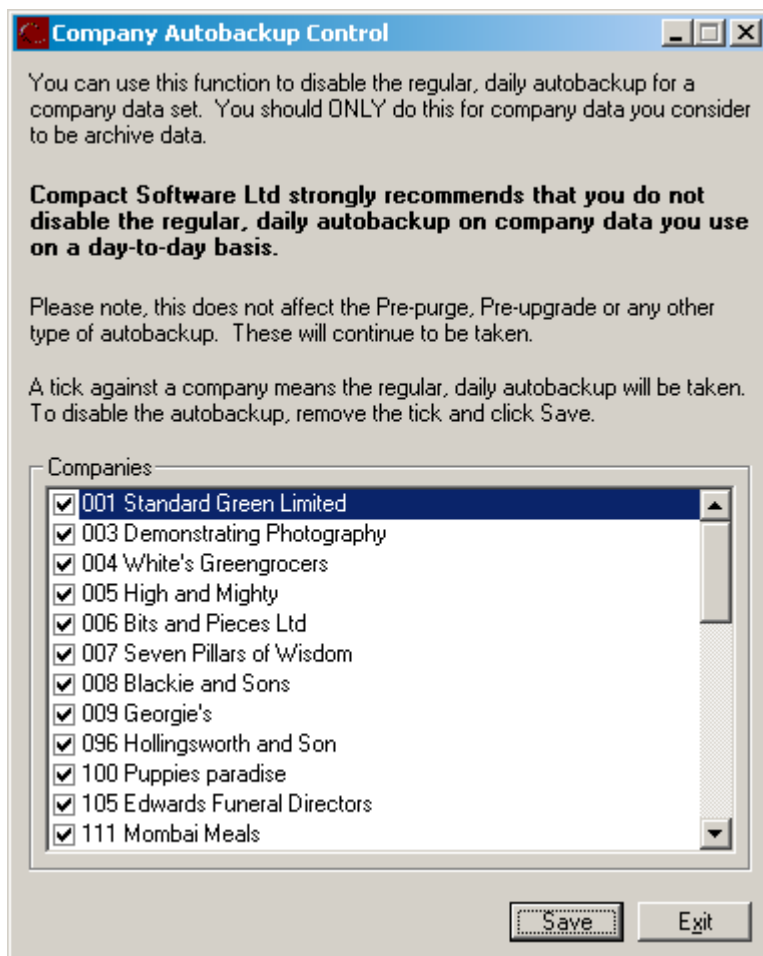 Company Autobackup Control
You can use this function to disable the regular, daily autobackup for a
company data set.  You should ONLY do this for company data you consider
to be archive data.
Compact Software Ltd strongly recommends that you do not
disable the regular, daily autobackup on company data you use
on a day-to-day basis.
Please note, this does not affect the Pre-purge, Pre-upgrade or any other
type of autobackup.  These will continue to be taken.
A tick against a company means the regular, daily autobackup will be taken.
To disable the autobackup, remove the tick and click Save.
Companies
001 Standard Green Limited
003 Demonstrating Photography
004 White's Greengrocers
005 High and Mighty
006 Bits and Pieces Ltd
007 Seven Pillars of Wisdom
008 Blackie and Sons
009 Georgie's
096 Hollingsworth and Son
100 Puppies paradise
105 Edwards Funeral Directors
111 Mombai Meals
Save Exit